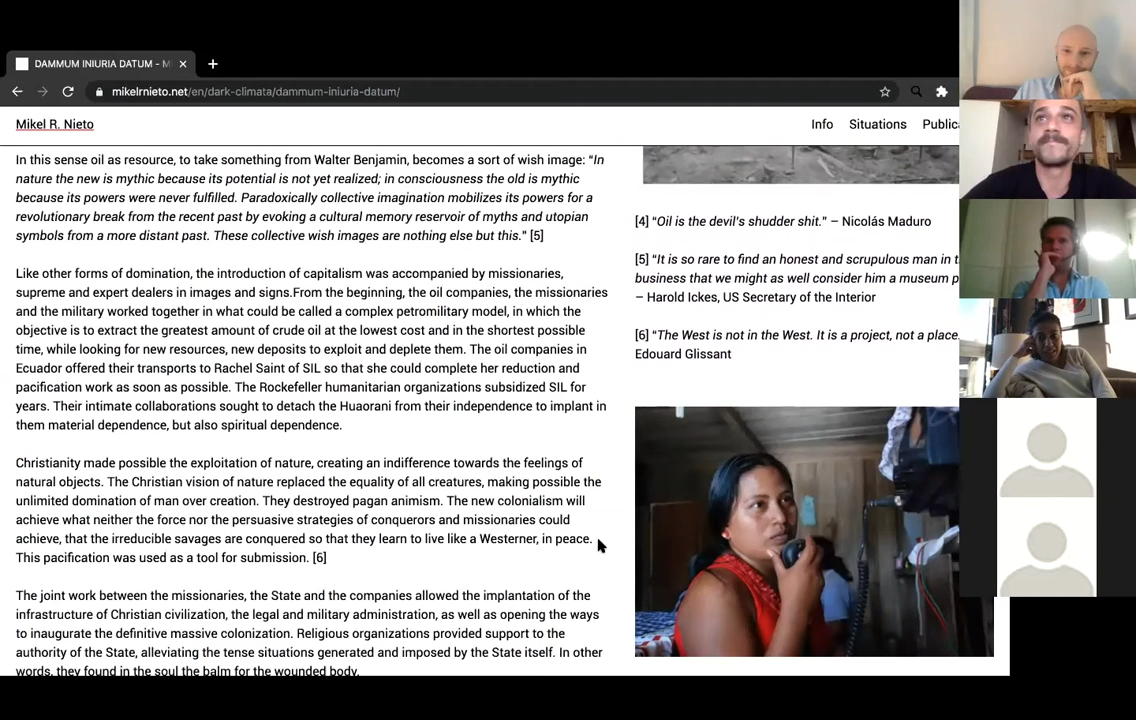 DAMMUM INIURIA DATUM - M
mikelrnieto.net/en/dark-climata/dammum-iniuria-datum/
Mikel R. Nieto
Info Situations Publica
In this sense oil as resource, to take something from Walter Benjamin, becomes a sort of wish image: “In
nature the new is mythic because its potential is not yet realized; in consciousness the old is mythic
because its powers were never fulfilled. Paradoxically collective imagination mobilizes its powers for a
revolutionary break from the recent past by evoking a cultural memory reservoir of myths and utopian
symbols from a more distant past. These collective wish images are nothing else but this.” [5]
Like other forms of domination, the introduction of capitalism was accompanied by missionaries,
supreme and expert dealers in images and signs.From the beginning, the oil companies, the missionaries
and the military worked together in what could be called a complex petromilitary model, in which the
objective is to extract the greatest amount of crude oil at the lowest cost and in the shortest possible
time, while looking for new resources, new deposits to exploit and deplete them. The oil companies in
Ecuador offered their transports to Rachel Saint of SIL so that she could complete her reduction and
pacification work as soon as possible. The Rockefeller humanitarian organizations subsidized SIL for
years. Their intimate collaborations sought to detach the Huaorani from their independence to implant in
them material dependence, but also spiritual dependence.
Christianity made possible the exploitation of nature, creating an indifference towards the feelings of
natural objects. The Christian vision of nature replaced the equality of all creatures, making possible the
unlimited domination of man over creation. They destroyed pagan animism. The new colonialism will
achieve what neither the force nor the persuasive strategies of conquerors and missionaries could
achieve, that the irreducible savages are conquered so that they learn to live like a Westerner, in peace.
This pacification was used as a tool for submission. [6]
The joint work between the missionaries, the State and the companies allowed the implantation of the
infrastructure of Christian civilization, the legal and military administration, as well as opening the ways
to inaugurate the definitive massive colonization. Religious organizations provided support to the
authority of the State, alleviating the tense situations generated and imposed by the State itself. In other
words, they found in the soul the balm for the wounded body.
[4] “Oil is the devil's shudder shit.” – Nicolás Maduro
[5] “It is so rare to find an honest and scrupulous man in t
business that we might as well consider him a museum p
– Harold Ickes, US Secretary of the Interior
[6] “The West is not in the West. It is a project, not a place.
Edouard Glissant